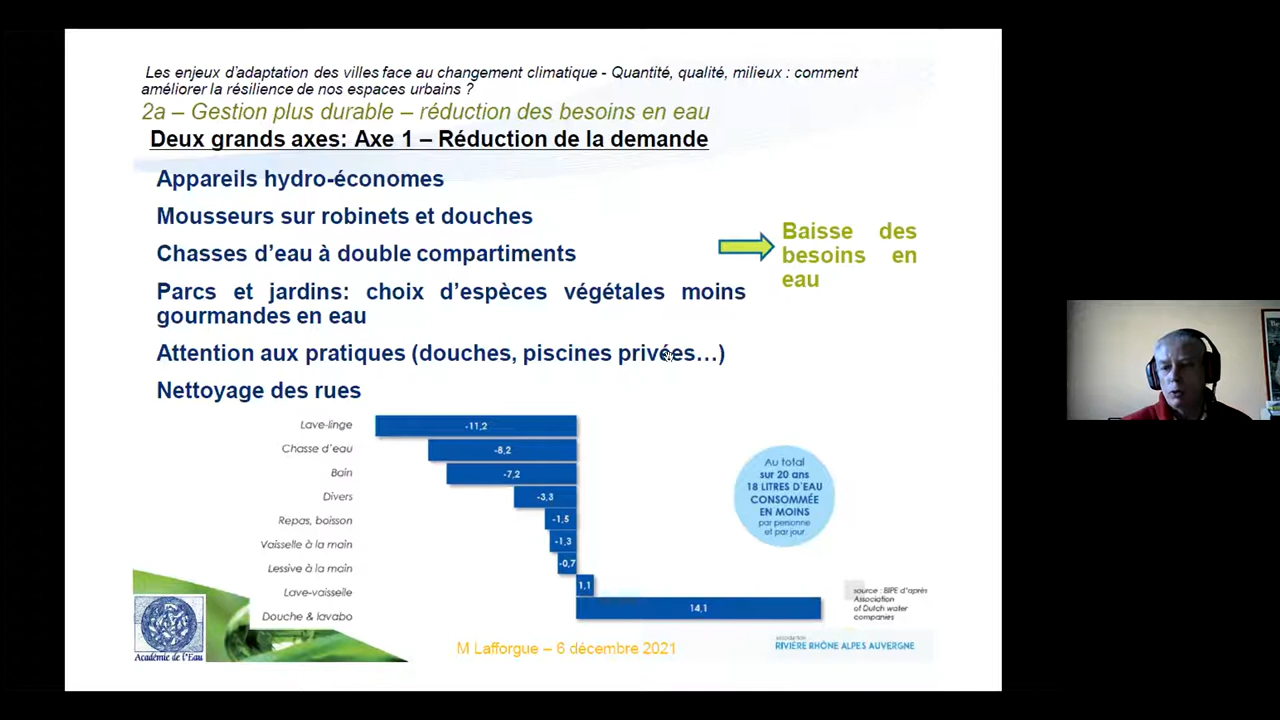 Les enjeux d'adaptation des villes face au changement climatique - Quantité, qualité, milieux : comment
améliorer la résilience de nos espaces urbains ?
2a – Gestion plus durable – réduction des besoins en eau
Deux grands axes: Axe 1 – Réduction de la demande
Appareils hydro-économes
Mousseurs sur robinets et douches
Chasses d'eau à double compartiments
Parcs et jardins: choix d'espèces végétales moins
gourmandes en eau
Attention aux pratiques (douches, piscines privées…)
Nettoyage des rues
Baisse des
besoins en
eau
Lave-linge -11,2
Chasse d'eau -8,2
Bain -7,2
Divers -3,3
Repas, boisson -1,5
Vaisselle à la main -1,3
Lessive à la main -0,7
Lave-vaisselle 1,1
Douche & lavabo 14,1
Au total
sur 20 ans
18 LITRES D'EAU
CONSOMMÉE
EN MOINS
par personne
et par jour
source : BIPE d'après
Association
of Dutch water
companies
Académie de l'Eau
M Lafforgue – 6 décembre 2021
ASSOCIATION
RIVIÈRE RHÔNE ALPES AUVERGNE